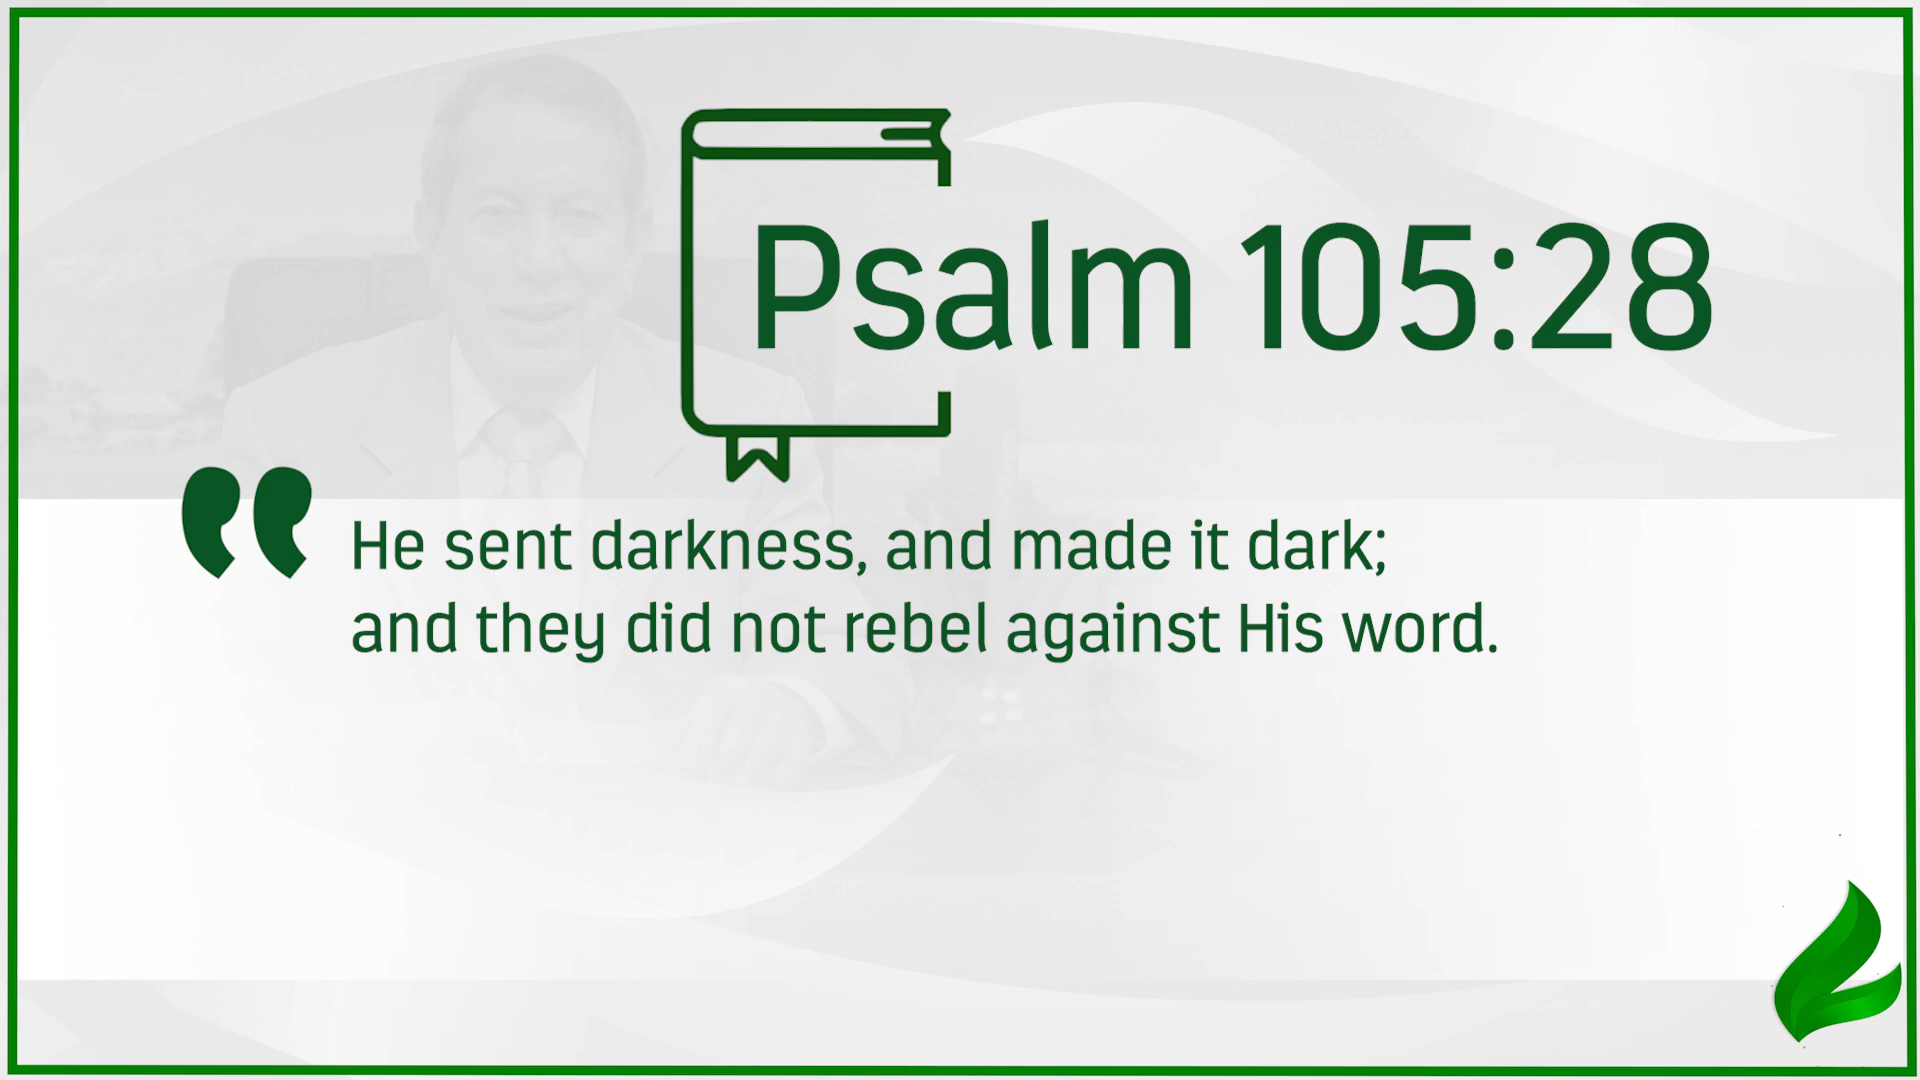 Psalm 105:28
He sent darkness, and made it dark;
and they did not rebel against His word.